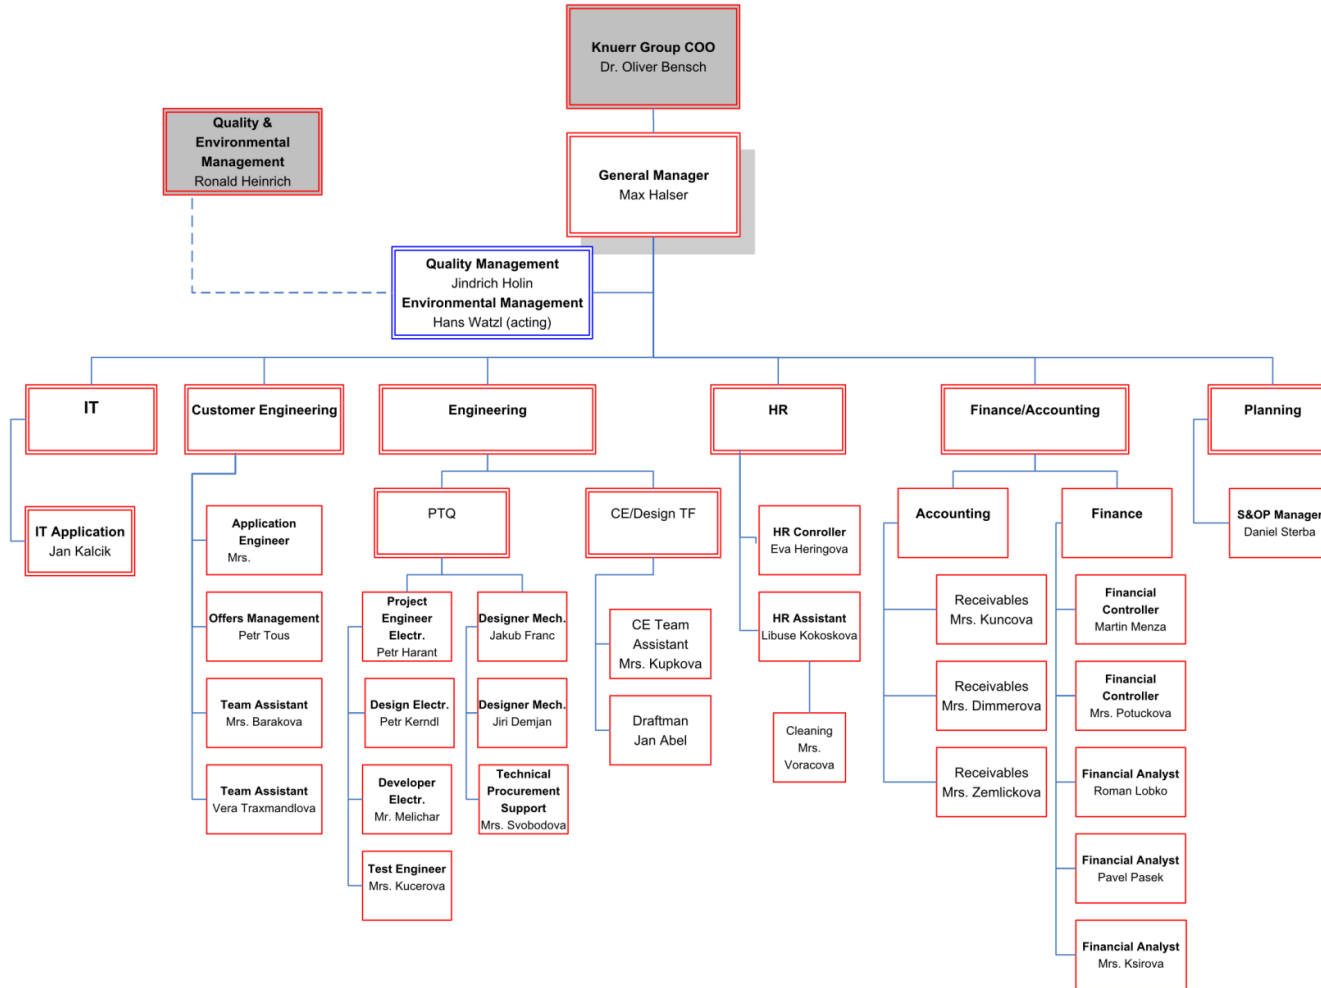 Knuerr Group COO
Dr. Oliver Bensch
Quality &
Environmental
Management
Ronald Heinrich
General Manager
Max Halser
Quality Management
Jindrich Holin
Environmental Management
Hans Watzl (acting)
IT
Customer Engineering
Engineering
HR
Finance/Accounting
Planning
IT Application
Jan Kalcik
Application
Engineer
Mrs.
Offers Management
Petr Tous
Team Assistant
Mrs. Barakova
Team Assistant
Vera Traxmandlova
PTQ
CE/Design TF
Project
Engineer
Electr.
Petr Harant
Design Electr.
Petr Kerndl
Developer
Electr.
Mr. Melichar
Test Engineer
Mrs. Kucerova
Designer Mech.
Jakub Franc
Designer Mech.
Jiri Demjan
Technical
Procurement
Support
Mrs. Svobodova
CE Team
Assistant
Mrs. Kupkova
Draftman
Jan Abel
HR Conroller
Eva Heringova
HR Assistant
Libuse Kokoskova
Cleaning
Mrs.
Voracova
Accounting
Finance
Receivables
Mrs. Kuncova
Receivables
Mrs. Dimmerova
Receivables
Mrs. Zemlickova
Financial
Controller
Martin Menza
Financial
Controller
Mrs. Potuckova
Financial Analyst
Roman Lobko
Financial Analyst
Pavel Pasek
Financial Analyst
Mrs. Ksirova
S&OP Manager
Daniel Sterba